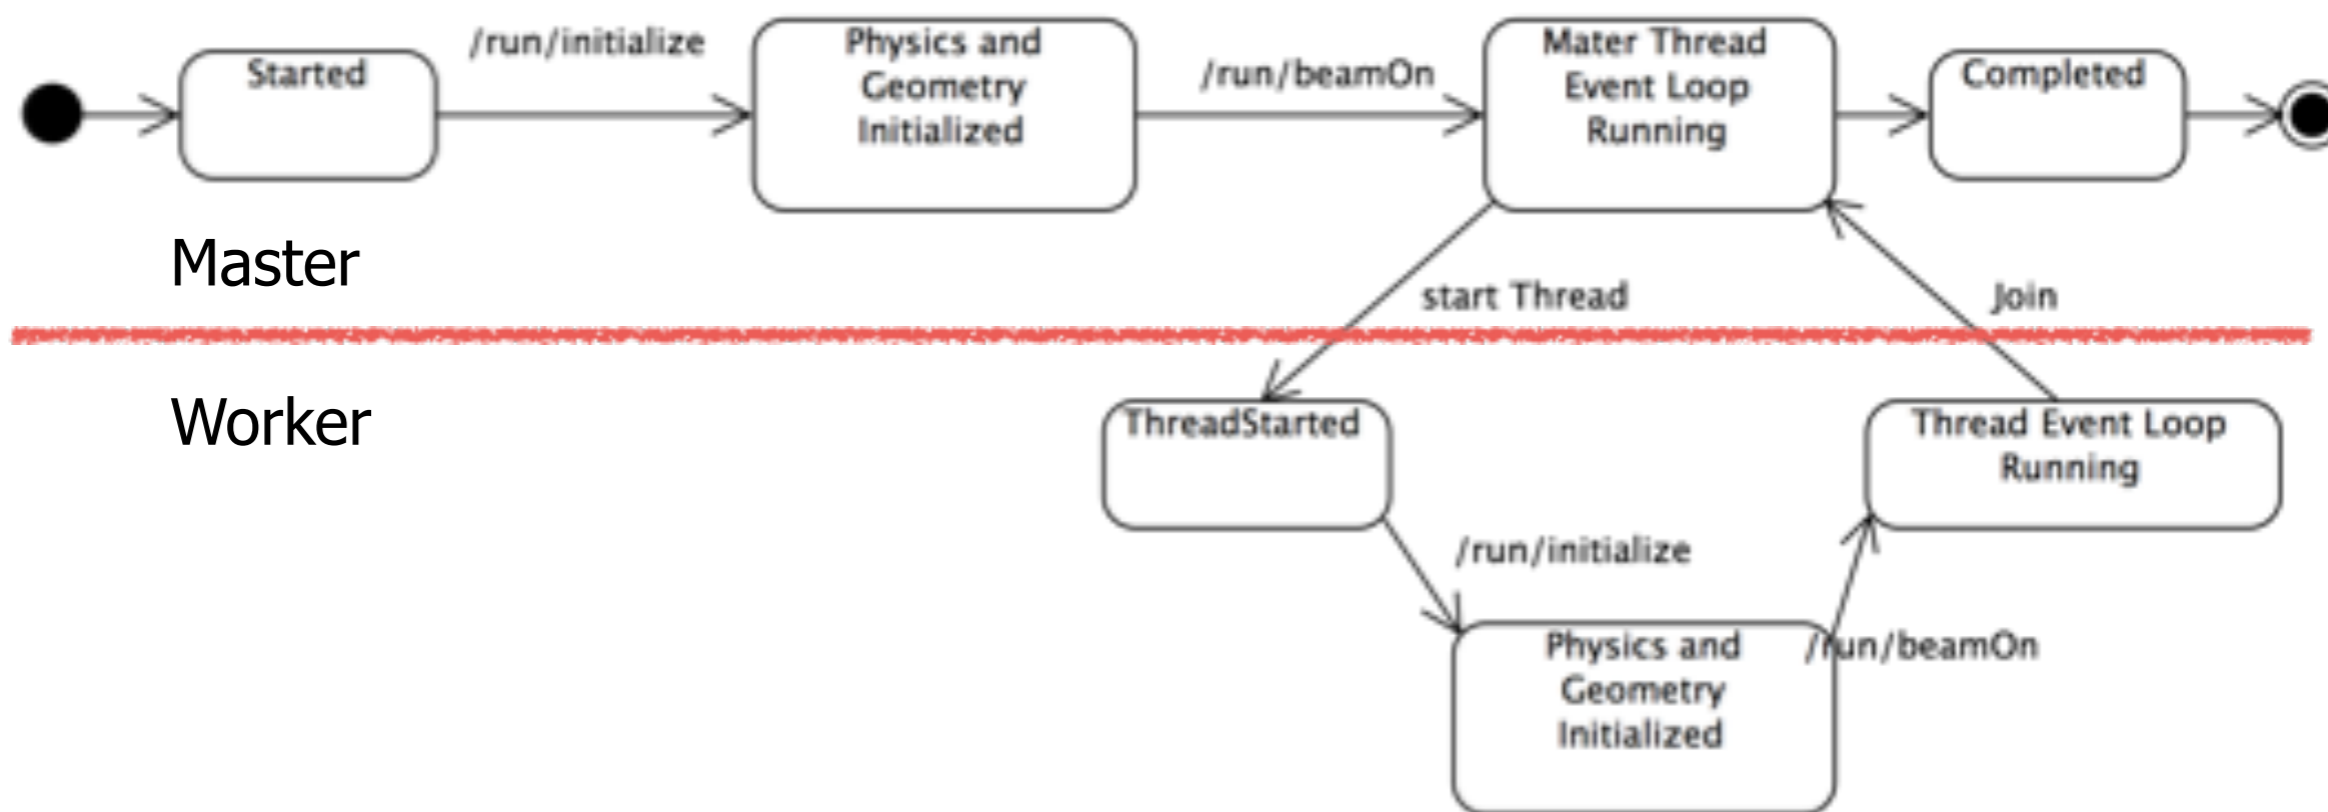 Started
/run/initialize
Physics and
Geometry
Initialized
/run/beamOn
Mater Thread
Event Loop
Running
Completed
Master
start Thread
Join
Worker
ThreadStarted
Thread Event Loop
Running
/run/initialize
Physics and
Geometry
Initialized
/run/beamOn